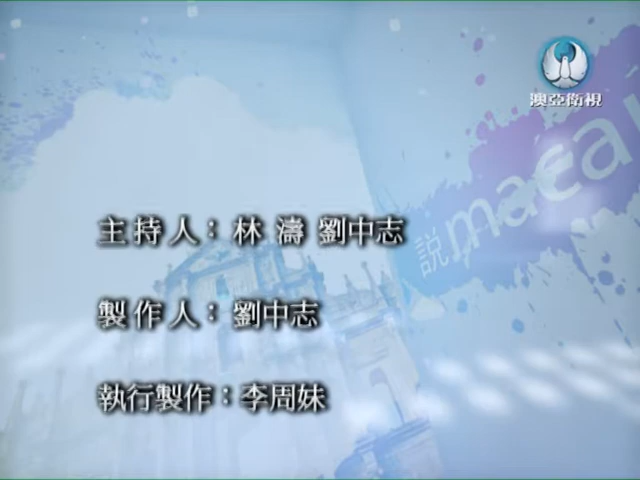 澳亞衛視
說macau
主持人：林濤 劉中志
製作人：劉中志
執行製作：李周妹